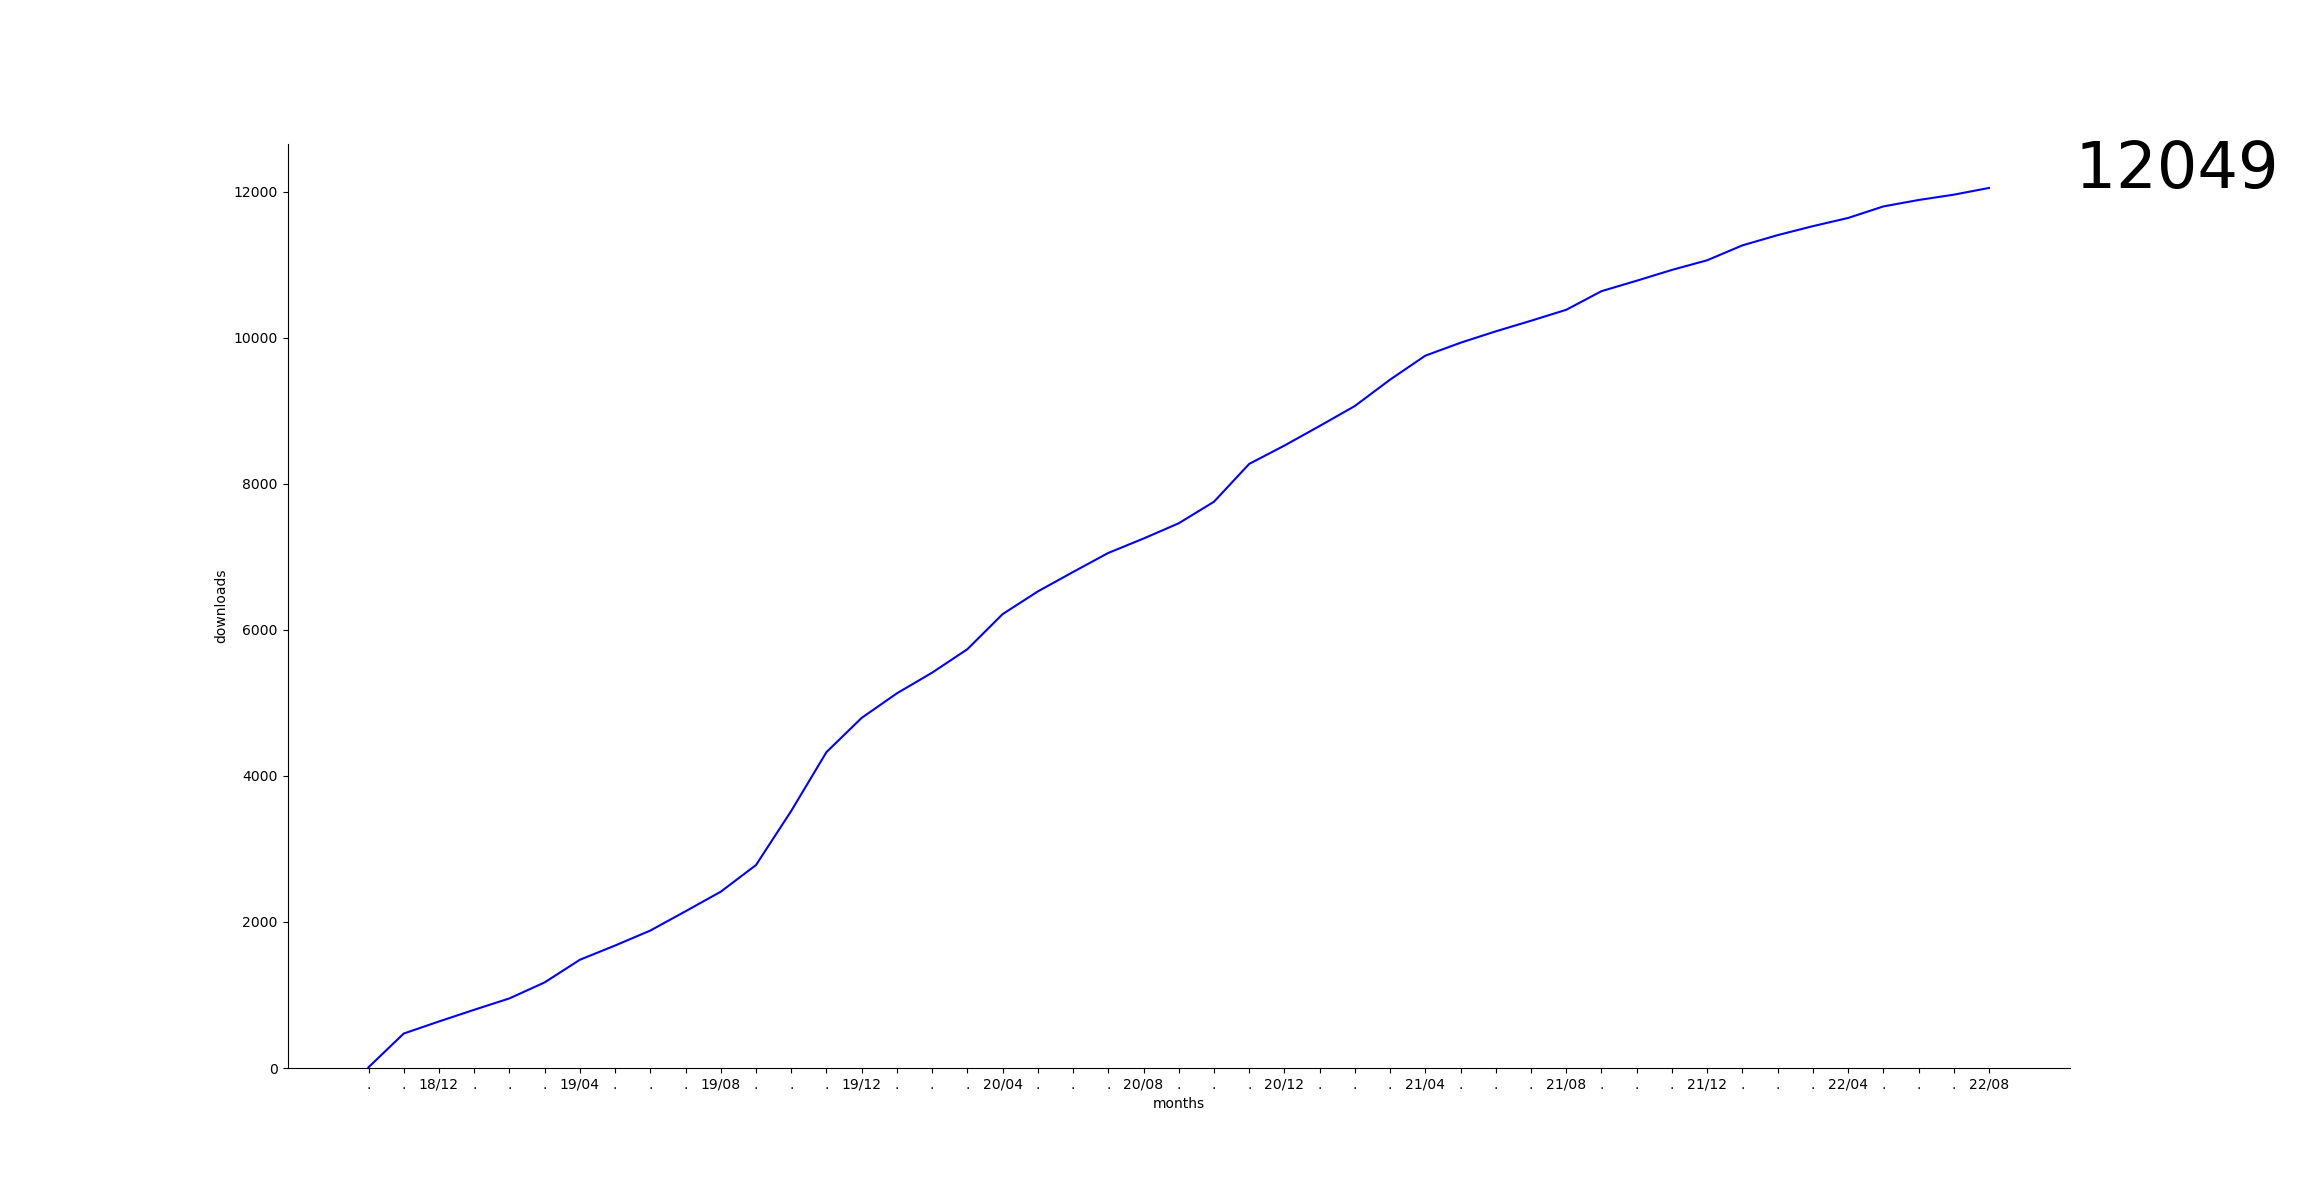 12049
12000
10000
8000
6000
4000
2000
0
downloads
. . 18/12 . . . 19/04 . . . 19/08 . . . 19/12 . . . 20/04 . . . 20/08 . . . 20/12 . . . 21/04 . . . 21/08 . . . 21/12 . . . 22/04 . . . 22/08
months